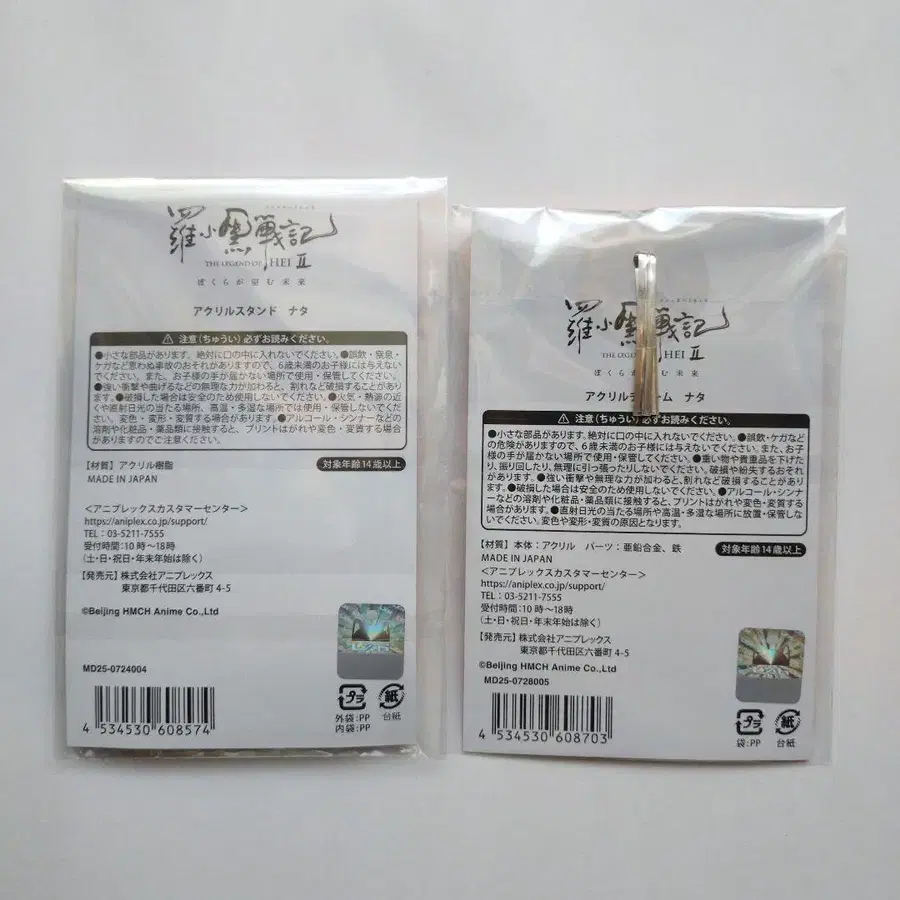 羅小黒戦記
THE LEGEND OF HEI II
ぼくらが望む未来
アクリルスタンド ナタ
⚠ 注意(ちゅうい)必ずお読みください。
●小さな部品があります。絶対に口の中に入れないでください。●誤飲・窒息・
ケガなど思わぬ事故のおそれがありますので、6歳未満のお子様には与えない
でください。また、お子様の手が届かない場所で使用・保管してください。
●強い衝撃や曲げるなどの無理な力が加わると、割れなど破損することがあり
ます。●破損した場合は安全のため使用しないでください。●火気・熱源の近
くや直射日光の当たる場所、高温・多湿な場所では使用・保管しないでくださ
い。変色・変形・変質する場合があります。●アルコール・シンナーなどの
溶剤や化粧品・薬品類に接触すると、プリントはがれや変色・変質する場合
がありますのでご注意ください。
【材質】アクリル樹脂
対象年齢14歳以上
MADE IN JAPAN
<アニプレックスカスタマーセンター>
https://aniplex.co.jp/support/
TEL:03-5211-7555
受付時間:10時~18時
(土・日・祝日・年末年始は除く)
【発売元】株式会社アニプレックス
東京都千代田区六番町4-5
©Beijing HMCH Anime Co.,Ltd
MD25-0724004
4 534530 608574
プラ
外袋:PP
内袋:PP
紙
台紙
羅小黒戦記
THE LEGEND HEI II
ぼくらが望む未来
アクリルチャーム ナタ
⚠ 注意(ちゅうい)必ずお読みください。
●小さな部品があります。絶対に口の中に入れないでください。●誤飲・ケガなど
の危険がありますので、6歳未満のお子様には与えないでください。また、お子
様の手が届かない場所で使用・保管してください。●重い物や貴重品を下げた
り、振り回したり、無理に引っ張ったりしないでください。破損や紛失するおそれ
があります。●強い衝撃や無理な力が加わると、割れなど破損することがありま
す。●破損した場合は安全のため使用しないでください。●アルコール・シンナ
ーなどの溶剤や化粧品・薬品類に接触すると、プリントはがれや変色・変質する
場合があります。●直射日光の当たる場所や高温・多湿な場所に放置・保管しな
いでください。変色や変形・変質の原因となります。
【材質】本体:アクリル パーツ:亜鉛合金、鉄
対象年齢14歳以上
MADE IN JAPAN
<アニプレックスカスタマーセンター>
https://aniplex.co.jp/support/
TEL:03-5211-7555
受付時間:10時~18時
(土・日・祝日・年末年始は除く)
【発売元】株式会社アニプレックス
東京都千代田区六番町4-5
©Beijing HMCH Anime Co.,Ltd
MD25-0728005
4 534530 608703
プラ
袋:PP
紙
台紙